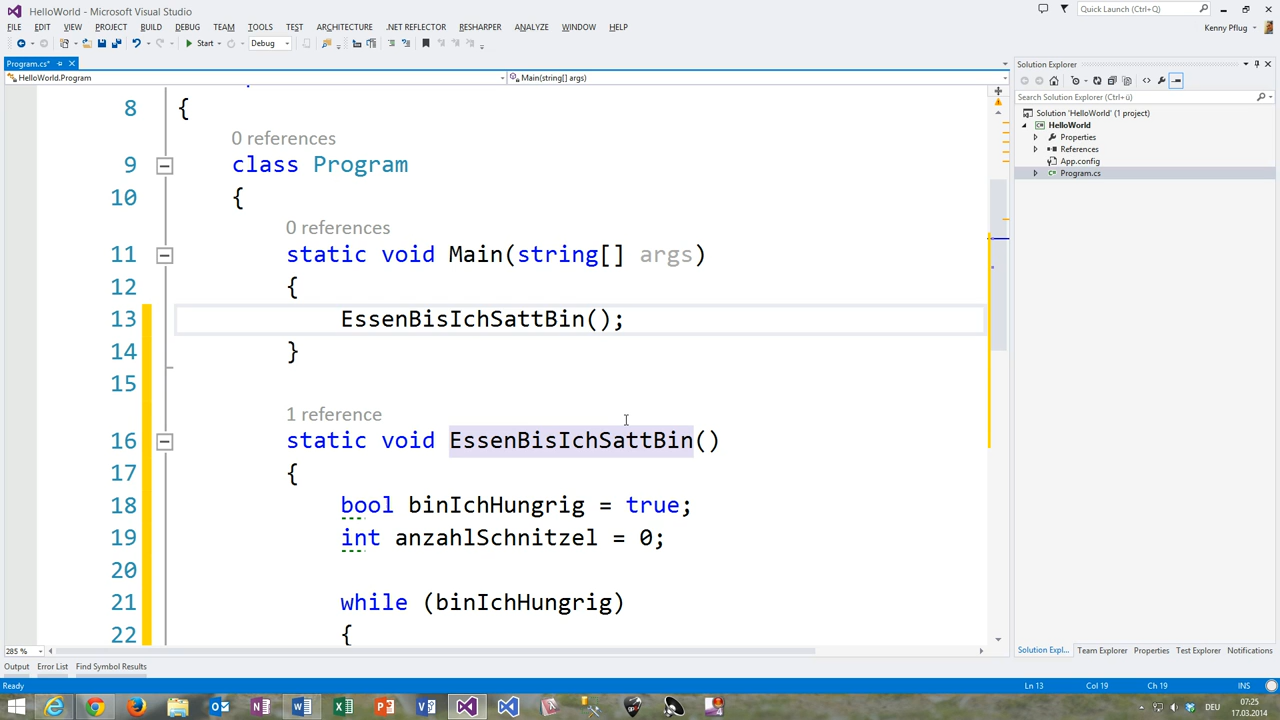 HelloWorld - Microsoft Visual Studio
Quick Launch (Ctrl+Q)
FILE EDIT VIEW PROJECT BUILD DEBUG TEAM TOOLS TEST ARCHITECTURE .NET REFLECTOR RESHARPER ANALYZE WINDOW HELP
Kenny Pflug
Start Debug
Program.cs*
Solution Explorer
HelloWorld.Program Main(string[] args)
Search Solution Explorer (Ctrl+ü)
Solution 'HelloWorld' (1 project)
HelloWorld
Properties
References
App.config
Program.cs
8 {
0 references
9 class Program
10 {
0 references
11 static void Main(string[] args)
12 {
13 EssenBisIchSattBin();
14 }
15
1 reference
16 static void EssenBisIchSattBin()
17 {
18 bool binIchHungrig = true;
19 int anzahlSchnitzel = 0;
20
21 while (binIchHungrig)
22 {
285 %
Solution Expl... Team Explorer Properties Test Explorer Notifications
Output Error List Find Symbol Results
Ready Ln 13 Col 19 Ch 19 INS
DEU 07:25
17.03.2014